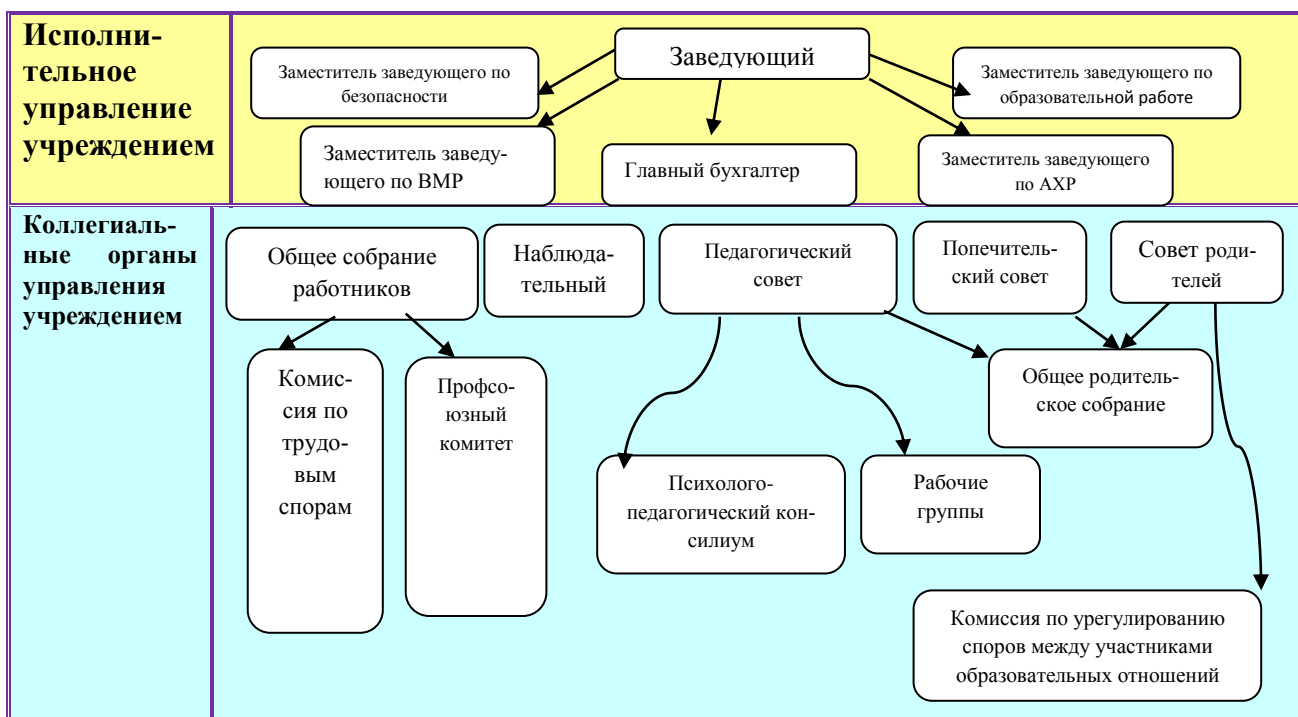 Исполни-
тельное
управление
учреждением
Заведующий
Заместитель заведующего по
безопасности
Заместитель заведующего по
образовательной работе
Заместитель заведу-
ющего по ВМР
Главный бухгалтер
Заместитель заведующего
по АХР
Коллегиаль-
ные органы
управления
учреждением
Общее собрание
работников
Наблюда-
тельный
Педагогический
совет
Попечитель-
ский совет
Совет роди-
телей
Комис-
сия по
трудо-
вым
спорам
Профсо-
юзный
комитет
Общее родитель-
ское собрание
Психолого-
педагогический кон-
силиум
Рабочие
группы
Комиссия по урегулированию
споров между участниками
образовательных отношений